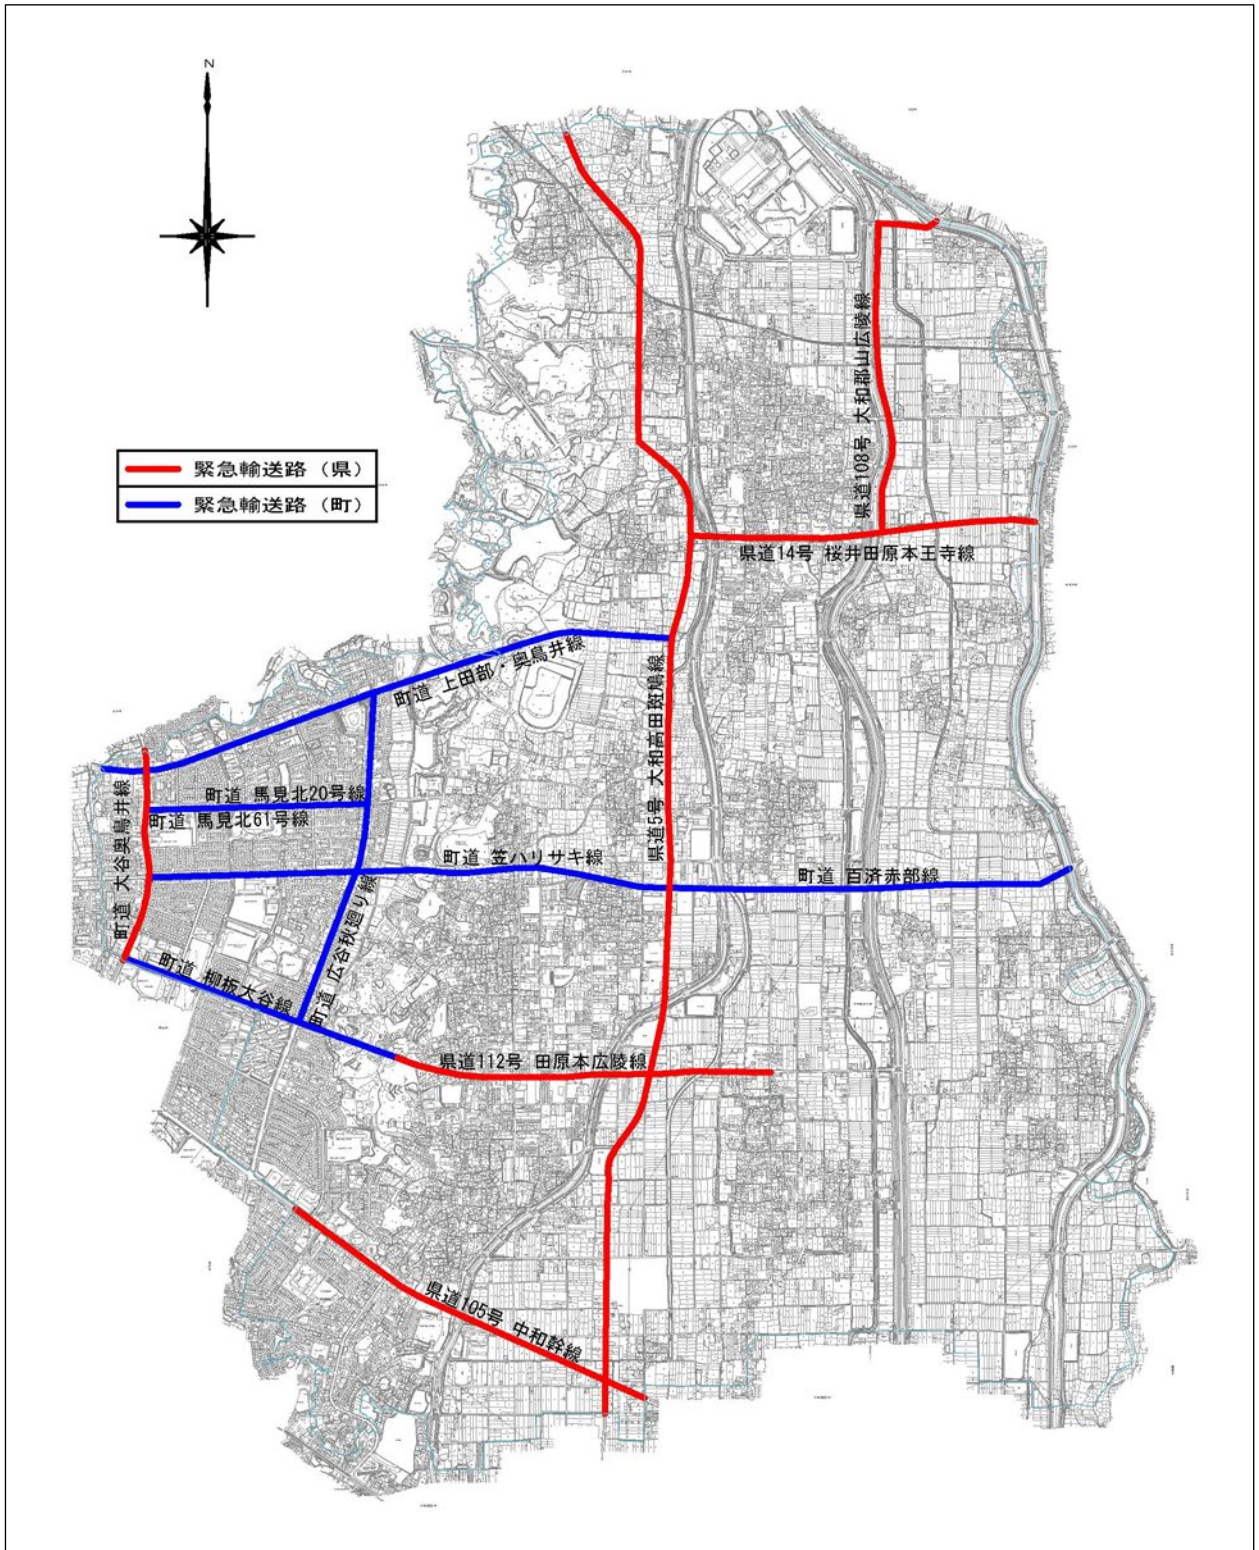 N
緊急輸送路（県）
緊急輸送路（町）
県道108号 大和郡山広陵線
県道14号 桜井田原本王寺線
町道 上田部・奥鳥井線
県道5号 大和高田斑鳩線
町道 大谷奥鳥井線
町道 馬見北20号線
町道 馬見北61号線
町道 笠ハリサキ線
町道 百済赤部線
町道 広谷秋廻り線
町道 柳板大谷線
県道112号 田原本広陵線
県道105号 中和幹線